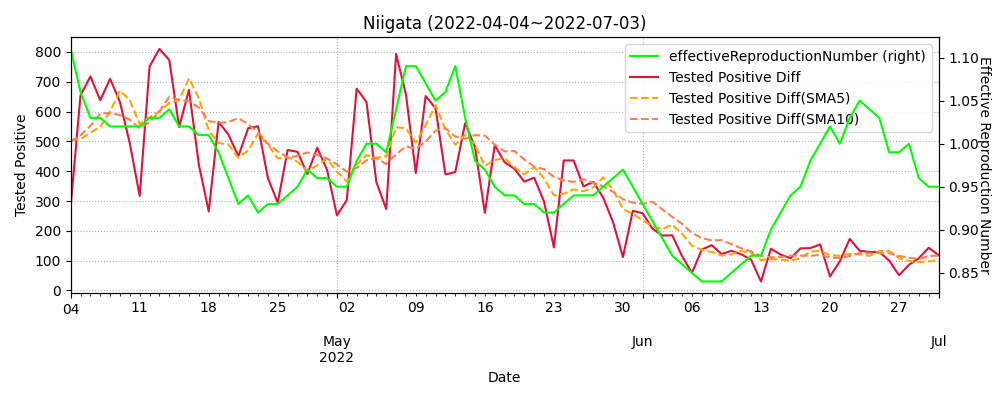 Niigata (2022-04-04~2022-07-03)
effectiveReproductionNumber (right)
Tested Positive Diff
Tested Positive Diff(SMA5)
Tested Positive Diff(SMA10)
Tested Positive
800
700
600
500
400
300
200
100
0
Effective Reproduction Number
1.10
1.05
1.00
0.95
0.90
0.85
04 11 18 25 02 09 16 23 30 06 13 20 27
May Jun Jul
2022
Date